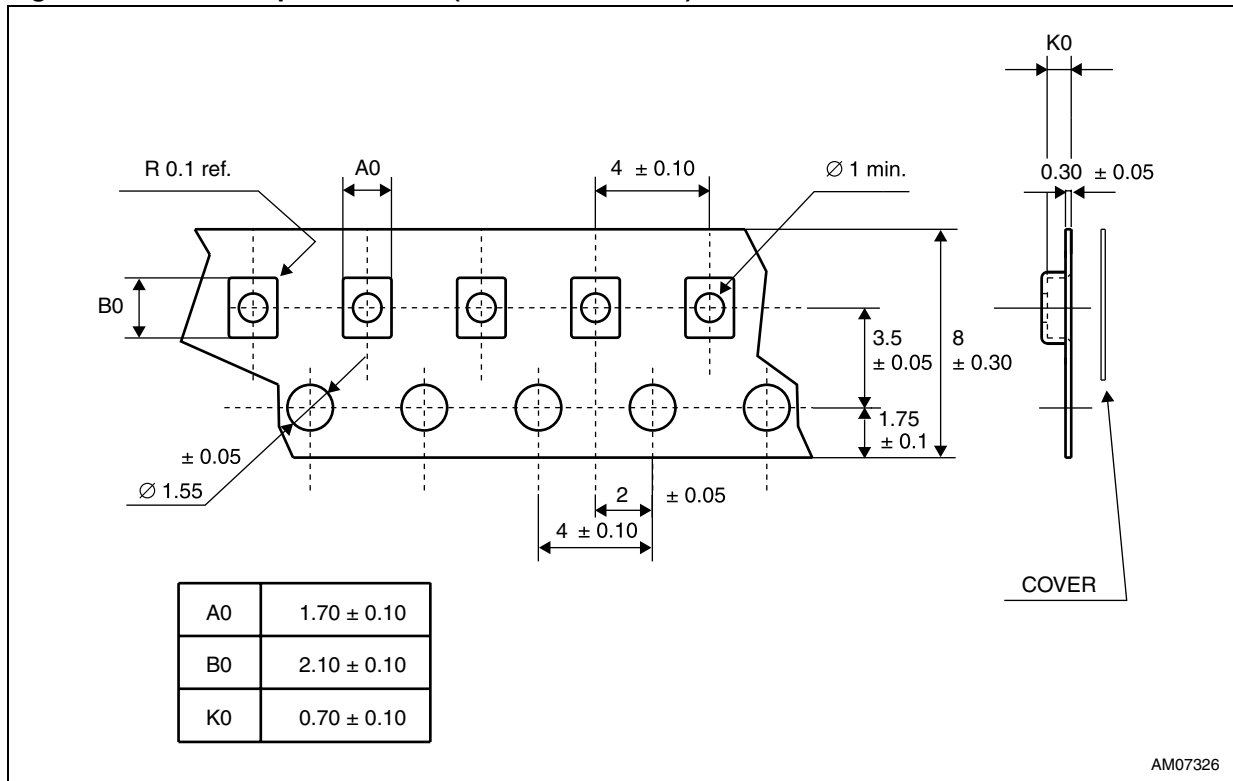 K0
R 0.1 ref.
A0
4 ± 0.10
∅ 1 min.
0.30 ± 0.05
B0
3.5
± 0.05
8
± 0.30
1.75
± 0.1
± 0.05
∅ 1.55
2 ± 0.05
4 ± 0.10
COVER
A0 1.70 ± 0.10
B0 2.10 ± 0.10
K0 0.70 ± 0.10
AM07326